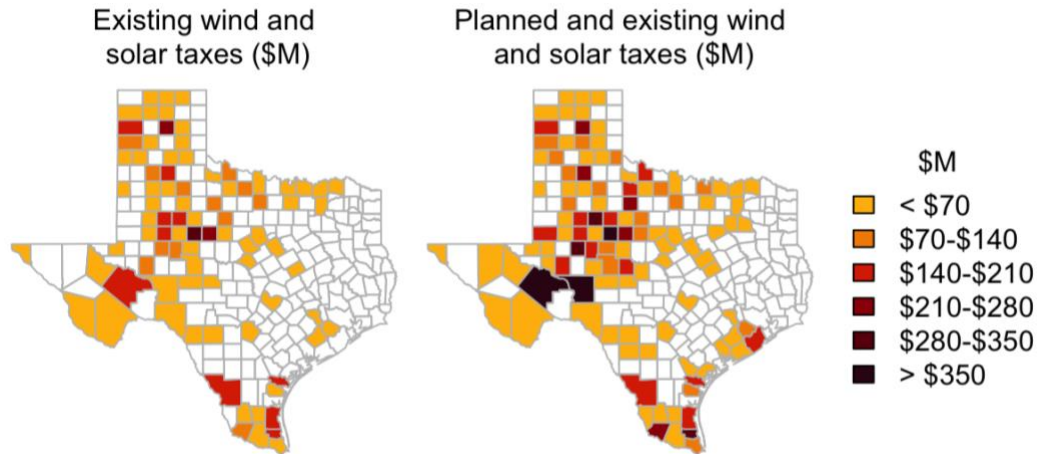 Existing wind and
solar taxes ($M)
Planned and existing wind
and solar taxes ($M)
$M
< $70
$70-$140
$140-$210
$210-$280
$280-$350
> $350